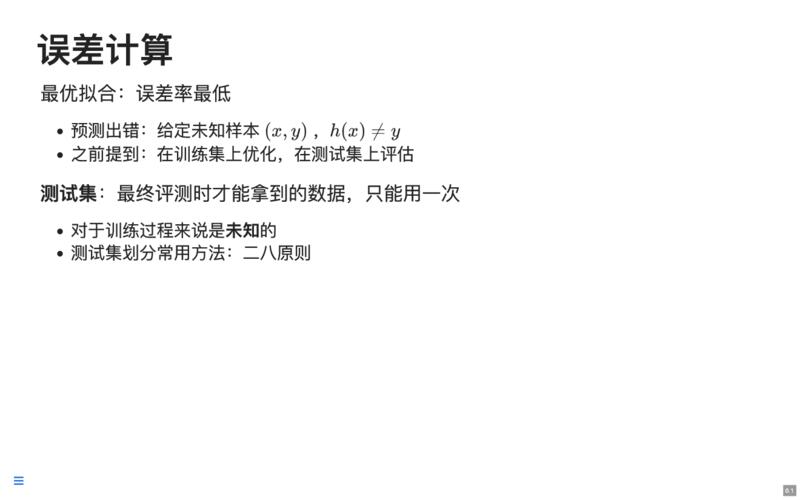 误差计算
最优拟合：误差率最低
• 预测出错：给定未知样本 (x, y) ，h(x) ≠ y
• 之前提到：在训练集上优化，在测试集上评估
测试集：最终评测时才能拿到的数据，只能用一次
• 对于训练过程来说是未知的
• 测试集划分常用方法：二八原则
6.1